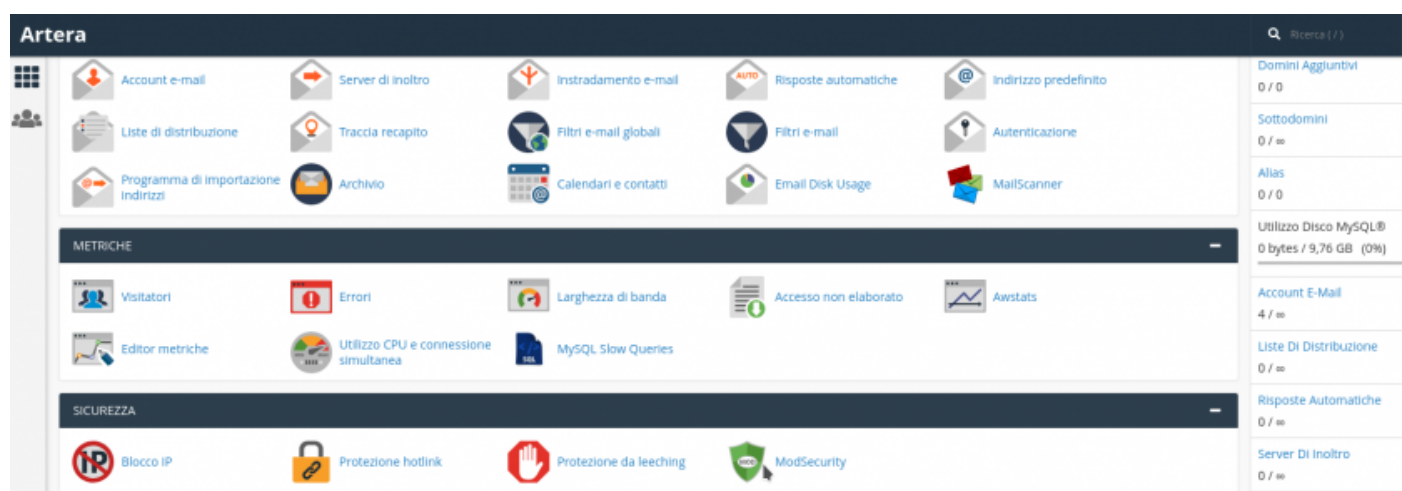 Artera
Ricerca ( / )
Account e-mail
Server di inoltro
Instradamento e-mail
AUTO
Risposte automatiche
Indirizzo predefinito
Liste di distribuzione
Traccia recapito
Filtri e-mail globali
Filtri e-mail
Autenticazione
Programma di importazione
indirizzi
Archivio
Calendari e contatti
Email Disk Usage
MailScanner
METRICHE
Visitatori
Errori
Larghezza di banda
Accesso non elaborato
Awstats
Editor metriche
Utilizzo CPU e connessione
simultanea
SQL
MySQL Slow Queries
SICUREZZA
IP
Blocco IP
Protezione hotlink
Protezione da leeching
ModSecurity
Domini Aggiuntivi
0 / 0
Sottodomini
0 / ∞
Alias
0 / 0
Utilizzo Disco MySQL®
0 bytes / 9,76 GB (0%)
Account E-Mail
4 / ∞
Liste Di Distribuzione
0 / ∞
Risposte Automatiche
0 / ∞
Server Di Inoltro
0 / ∞